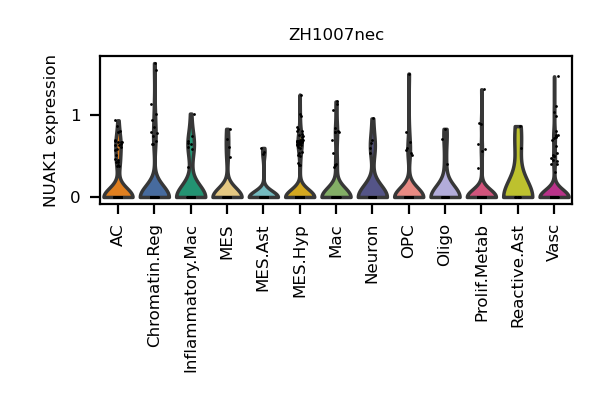 ZH1007nec
NUAK1 expression
1
0
AC
Chromatin.Reg
Inflammatory.Mac
MES
MES.Ast
MES.Hyp
Mac
Neuron
OPC
Oligo
Prolif.Metab
Reactive.Ast
Vasc